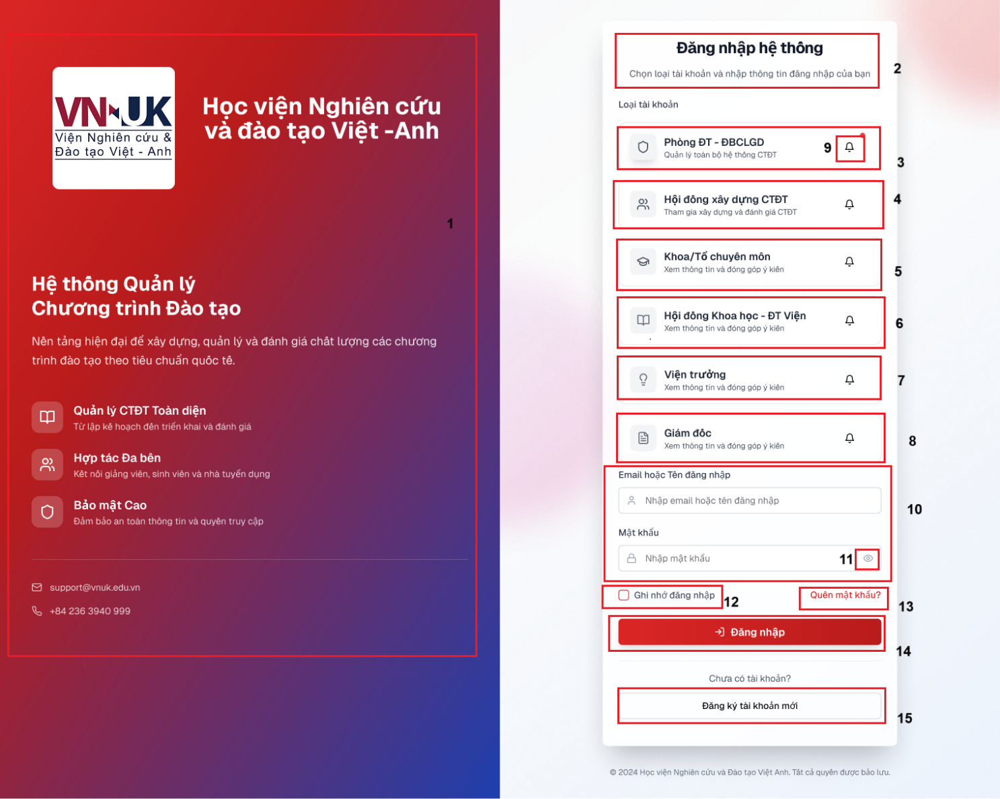 VN UK
Viện Nghiên cứu &
Đào tạo Việt - Anh
Học viện Nghiên cứu
và đào tạo Việt -Anh
1
Hệ thống Quản lý
Chương trình Đào tạo
Nền tảng hiện đại để xây dựng, quản lý và đánh giá chất lượng các chương
trình đào tạo theo tiêu chuẩn quốc tế.
Quản lý CTĐT Toàn diện
Từ lập kế hoạch đến triển khai và đánh giá
Hợp tác Đa bên
Kết nối giảng viên, sinh viên và nhà tuyển dụng
Bảo mật Cao
Đảm bảo an toàn thông tin và quyền truy cập
support@vnuk.edu.vn
+84 236 3940 999
Đăng nhập hệ thống
Chọn loại tài khoản và nhập thông tin đăng nhập của bạn
2
Loại tài khoản
Phòng ĐT - ĐBCLGD
Quản lý toàn bộ hệ thống CTĐT
9
3
Hội đồng xây dựng CTĐT
Tham gia xây dựng và đánh giá CTĐT
4
Khoa/Tổ chuyên môn
Xem thông tin và đóng góp ý kiến
5
Hội đồng Khoa học - ĐT Viện
Xem thông tin và đóng góp ý kiến
6
Viện trưởng
Xem thông tin và đóng góp ý kiến
7
Giám đốc
Xem thông tin và đóng góp ý kiến
8
Email hoặc Tên đăng nhập
Nhập email hoặc tên đăng nhập
10
Mật khẩu
Nhập mật khẩu
11
Ghi nhớ đăng nhập
12
Quên mật khẩu?
13
Đăng nhập
14
Chưa có tài khoản?
Đăng ký tài khoản mới
15
© 2024 Học viện Nghiên cứu và Đào tạo Việt Anh. Tất cả quyền được bảo lưu.